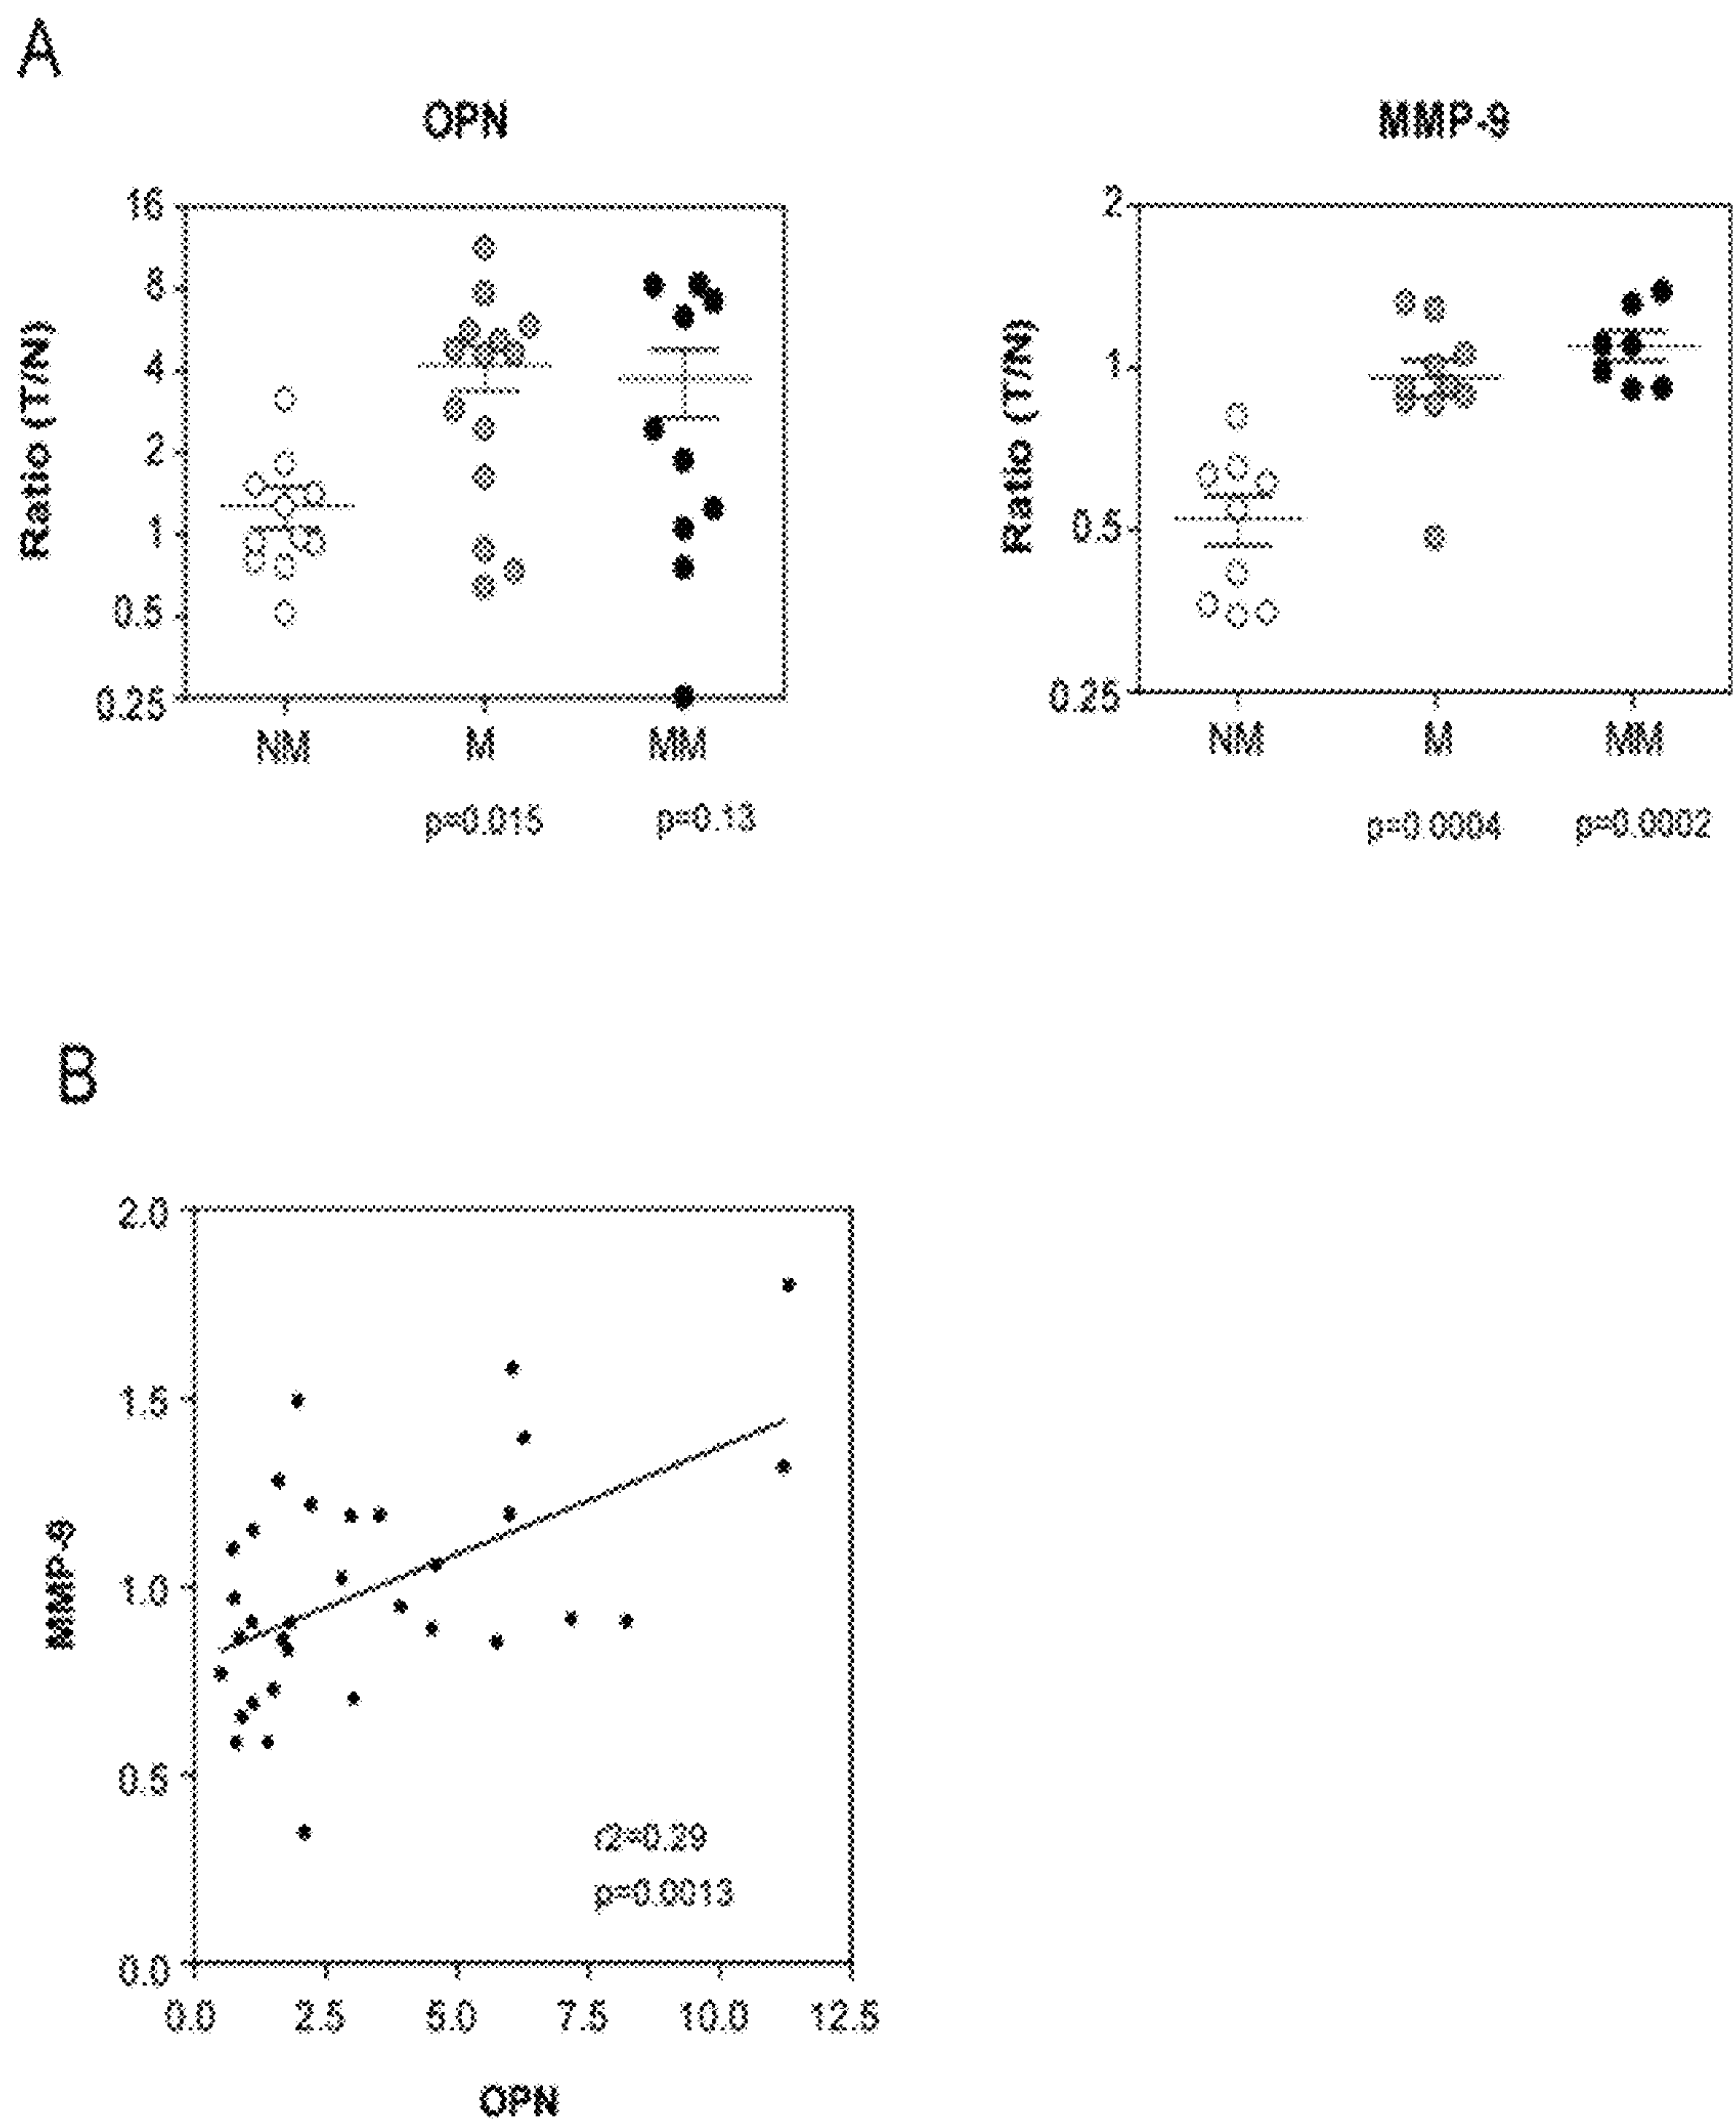 A
OPN
MMP-9
Ratio (T/N)
16
8
4
2
1
0.5
0.25
NM M MM
p=0.015 p=0.13
Ratio (T/N)
2
1
0.5
0.25
NM M MM
p=0.0004 p=0.0002
B
MMP-9
2.0
1.5
1.0
0.5
0.0
r2=0.29
p=0.0013
0.0 2.5 5.0 7.5 10.0 12.5
OPN